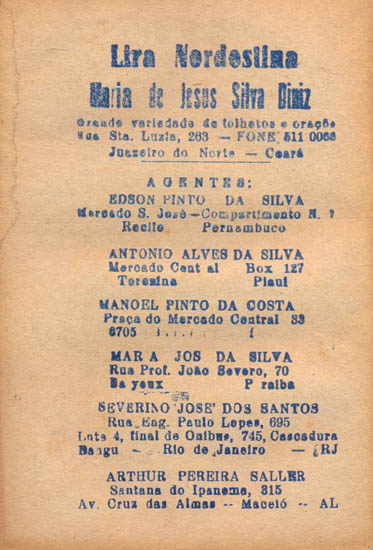 Lira Nordestina
Maria de Jesus Silva Diniz
Grande variedade de folhetos e oraçõe
Rua Sta. Luzia, 263 — FONE 511 0068
Juazeiro do Norte — Ceará
AGENTES:
EDSON PINTO DA SILVA
Mercado S. José — Compartimento N. 7
Recife Pernambuco
ANTONIO ALVES DA SILVA
Mercado Cent al Box 127
Teresina Piauí
MANOEL PINTO DA COSTA
Praça do Mercado Central 33
6705
MAR A JOS DA SILVA
Rua Prof. João Severo, 70
Ba yeux P raiba
SEVERINO JOSE' DOS SANTOS
Rua Eng. Paulo Lopes, 695
Lote 4, final de Onibus, 745, Cascadura
Bangu — Rio de Janeiro — RJ
ARTHUR PEREIRA SALLER
Santana do Ipanema, 315
Av. Cruz das Almas -- Maceió -- AL